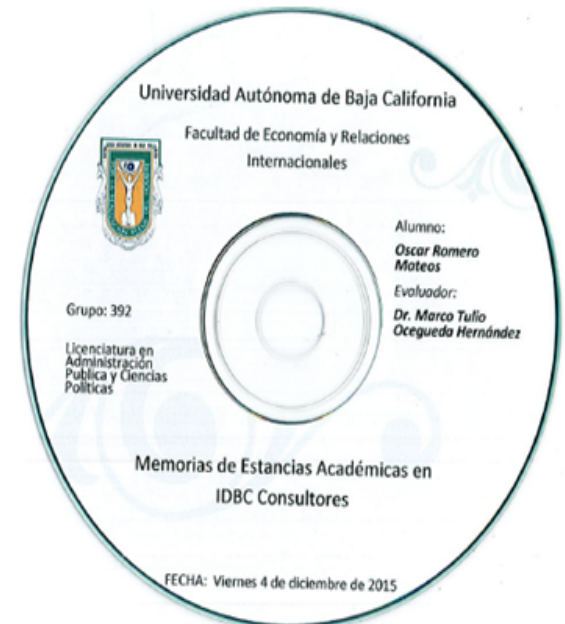 Universidad Autónoma de Baja California
Facultad de Economía y Relaciones
Internacionales
Alumno:
Oscar Romero
Mateos
Evaluador:
Dr. Marco Tulio
Ocegueda Hernández
Grupo: 392
Licenciatura en
Administración
Publica y Ciencias
Políticas
Memorias de Estancias Académicas en
IDBC Consultores
FECHA: Viernes 4 de diciembre de 2015